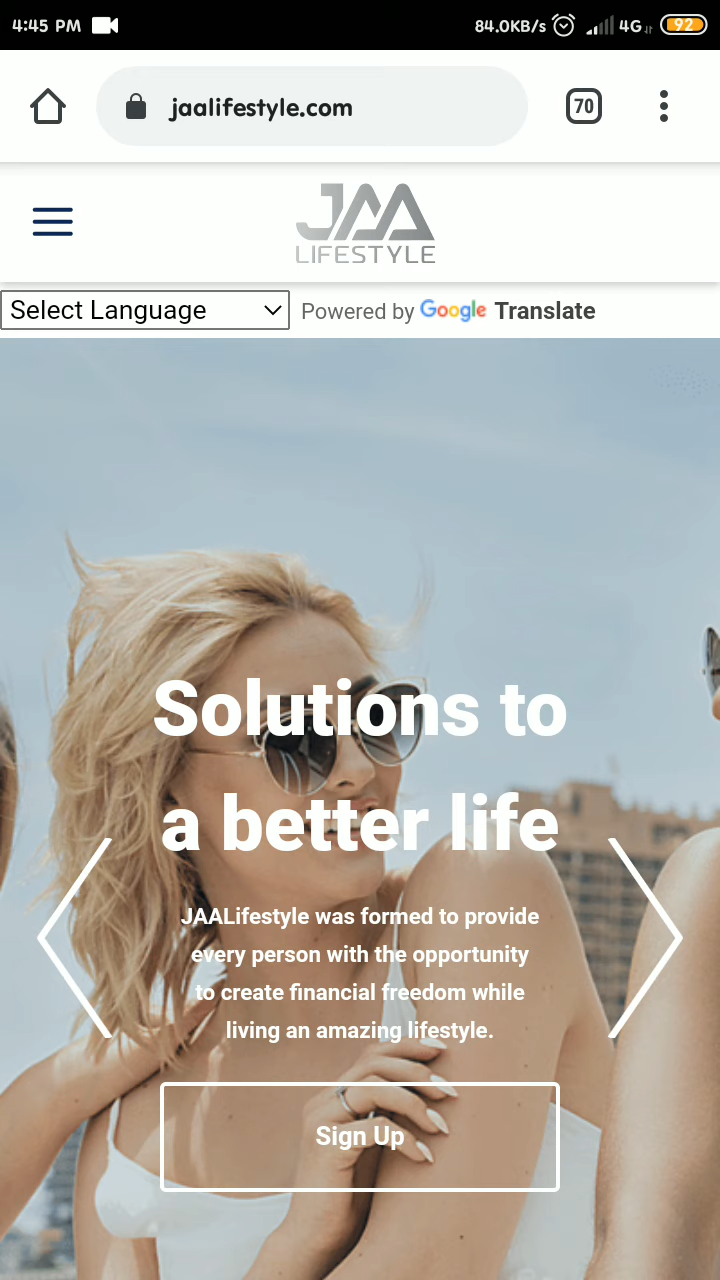 4:45 PM 84.0KB/s 4G 92
jaalifestyle.com 70
JAA
LIFESTYLE
Select Language Powered by Google Translate
Solutions to
a better life
JAALifestyle was formed to provide
every person with the opportunity
to create financial freedom while
living an amazing lifestyle.
Sign Up